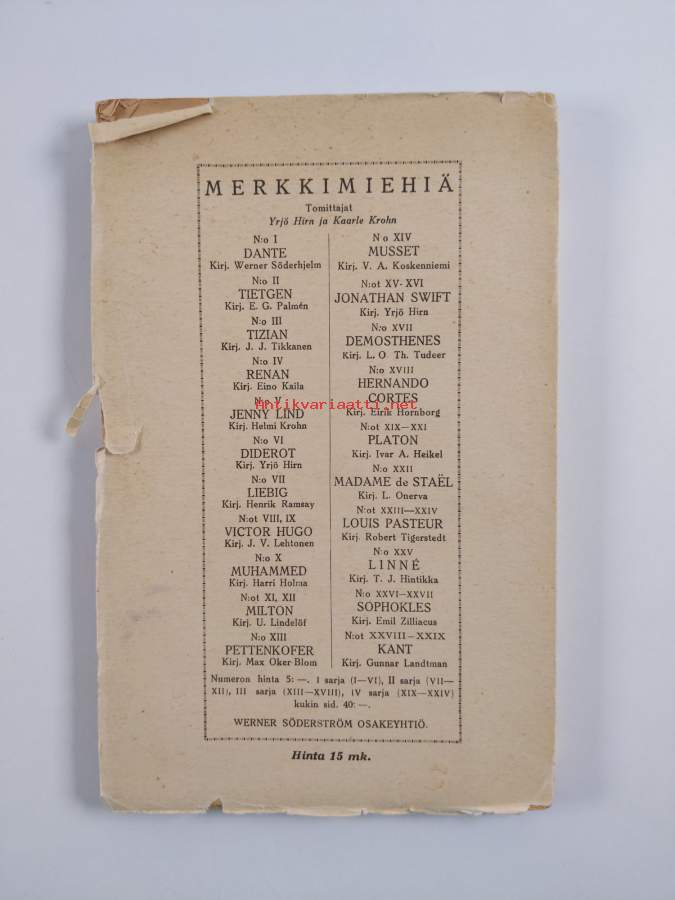 MERKKIMIEHIÄ
Tomittajat
Yrjö Hirn ja Kaarle Krohn
N:o I
DANTE
Kirj. Werner Söderhjelm
N:o II
TIETGEN
Kirj. E. G. Palmén
N:o III
TIZIAN
Kirj. J. J. Tikkanen
N:o IV
RENAN
Kirj. Eino Kaila
N:o V
JENNY LIND
Kirj. Helmi Krohn
N:o VI
DIDEROT
Kirj. Yrjö Hirn
N:o VII
LIEBIG
Kirj. Henrik Ramsay
N:ot VIII, IX
VICTOR HUGO
Kirj. J. V. Lehtonen
N:o X
MUHAMMED
Kirj. Harri Holma
N:ot XI, XII
MILTON
Kirj. U. Lindelöf
N:o XIII
PETTENKOFER
Kirj. Max Oker-Blom
N:o XIV
MUSSET
Kirj. V. A. Koskenniemi
N:ot XV-XVI
JONATHAN SWIFT
Kirj. Yrjö Hirn
N:o XVII
DEMOSTHENES
Kirj. L. O. Th. Tudeer
N:o XVIII
HERNANDO
CORTES
Kirj. Eirik Hornborg
N:ot XIX—XXI
PLATON
Kirj. Ivar A. Heikel
N:o XXII
MADAME de STAËL
Kirj. L. Onerva
N:ot XXIII—XXIV
LOUIS PASTEUR
Kirj. Robert Tigerstedt
N:o XXV
LINNÉ
Kirj. T. J. Hintikka
N:o XXVI—XXVII
SOPHOKLES
Kirj. Emil Zilliacus
N:ot XXVIII—XXIX
KANT
Kirj. Gunnar Landtman
Numeron hinta 5: —. I sarja (I—VI), II sarja (VII—
XII), III sarja (XIII—XVIII), IV sarja (XIX—XXIV)
kukin sid. 40: —.
WERNER SÖDERSTRÖM OSAKEYHTIÖ.
Hinta 15 mk.
Antikvariaatti.net